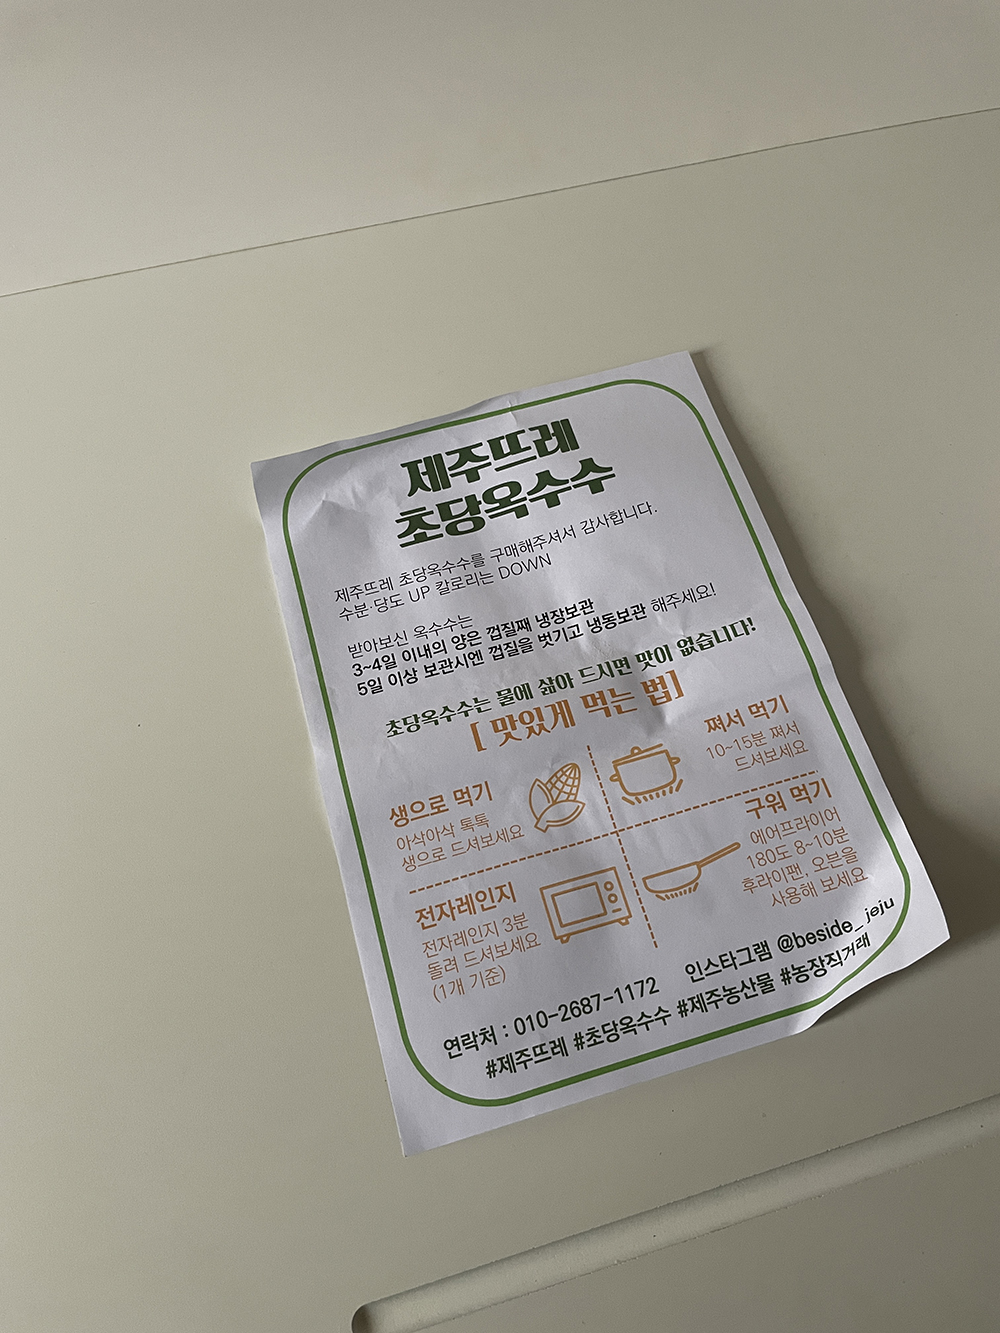 제주뜨레
초당옥수수
제주뜨레 초당옥수수를 구매해주셔서 감사합니다.
수분·당도 UP 칼로리는 DOWN
받아보신 옥수수는
3~4일 이내의 양은 껍질째 냉장보관
5일 이상 보관시엔 껍질을 벗기고 냉동보관 해주세요!
초당옥수수는 물에 삶아 드시면 맛이 없습니다!
[ 맛있게 먹는 법]
생으로 먹기
아삭아삭 톡톡
생으로 드셔보세요
쪄서 먹기
10~15분 쪄서
드셔보세요
전자레인지
전자레인지 3분
돌려 드셔보세요
(1개 기준)
구워 먹기
에어프라이어
180도 8~10분
후라이팬, 오븐을
사용해 보세요
연락처 : 010-2687-1172 인스타그램 @beside_jeju
#제주뜨레 #초당옥수수 #제주농산물 #농장직거래